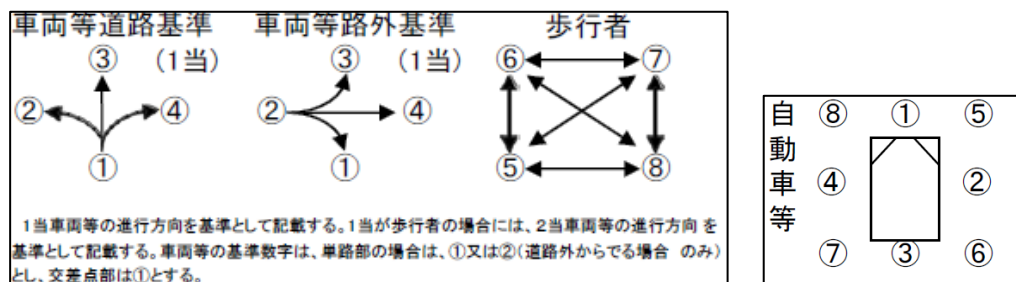 車両等道路基準 車両等路外基準 歩行者
③ (1当) ③ (1当) ⑥ ⑦
② ④ ② ④
① ① ⑤ ⑧
1当車両等の進行方向を基準として記載する。1当が歩行者の場合には、2当車両等の進行方向 を
基準として記載する。車両等の基準数字は、単路部の場合は、①又は②(道路外からでる場合 のみ)
とし、交差点部は①とする。
自動車等
⑧ ① ⑤
④ ②
⑦ ③ ⑥